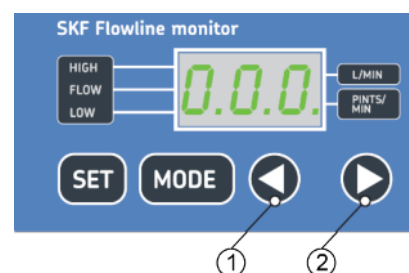 SKF Flowline monitor
HIGH
FLOW
LOW
0.0.0.
L/MIN
PINTS/
MIN
SET MODE
1 2